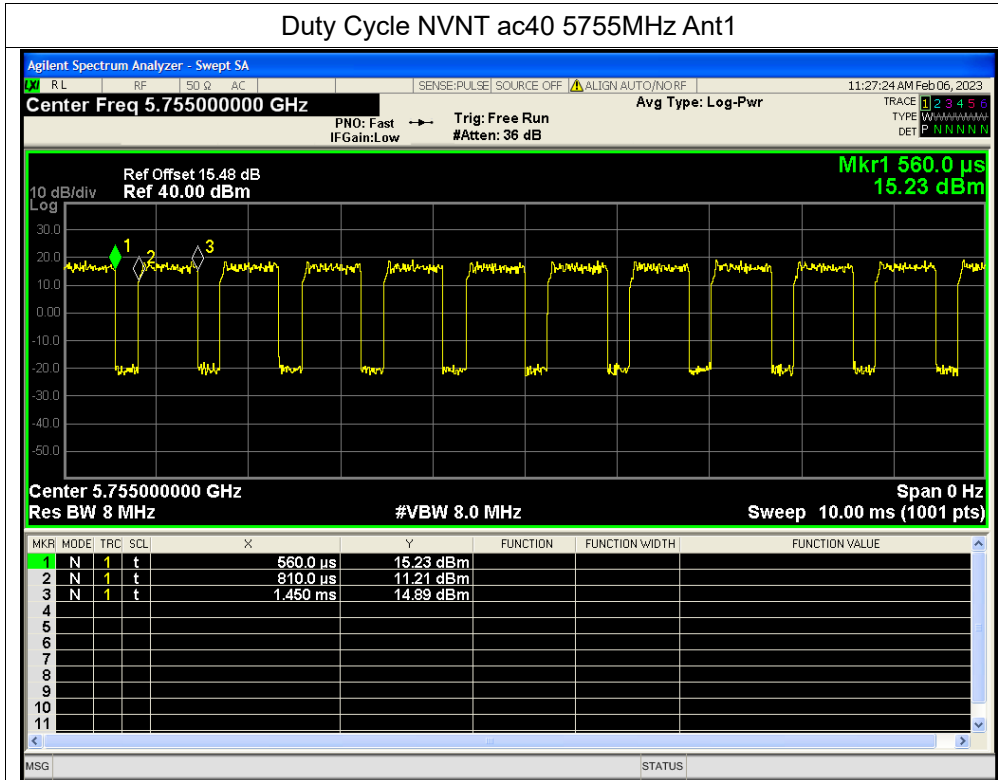 Duty Cycle NVNT ac40 5755MHz Ant1
Agilent Spectrum Analyzer - Swept SA
LXI RL RF 50 Ω AC SENSE:PULSE SOURCE OFF ALIGN AUTO/NO RF 11:27:24 AM Feb 06, 2023
Center Freq 5.755000000 GHz Avg Type: Log-Pwr TRACE 1 2 3 4 5 6
PNO: Fast Trig: Free Run TYPE W
IFGain:Low #Atten: 36 dB DET P N N N N N
Mkr1 560.0 µs
Ref Offset 15.48 dB 15.23 dBm
10 dB/div Ref 40.00 dBm
Log
30.0
1 2 3
20.0
10.0
0.00
-10.0
-20.0
-30.0
-40.0
-50.0
Center 5.755000000 GHz Span 0 Hz
Res BW 8 MHz #VBW 8.0 MHz Sweep 10.00 ms (1001 pts)
MKR MODE TRC SCL X Y FUNCTION FUNCTION WIDTH FUNCTION VALUE
1 N 1 t 560.0 µs 15.23 dBm
2 N 1 t 810.0 µs 11.21 dBm
3 N 1 t 1.450 ms 14.89 dBm
4
5
6
7
8
9
10
11
MSG STATUS